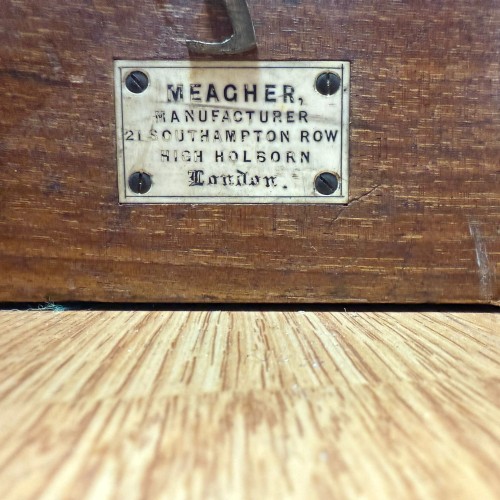 MEAGHER,
MANUFACTURER
21 SOUTHAMPTON ROW
HIGH HOLBORN
London.